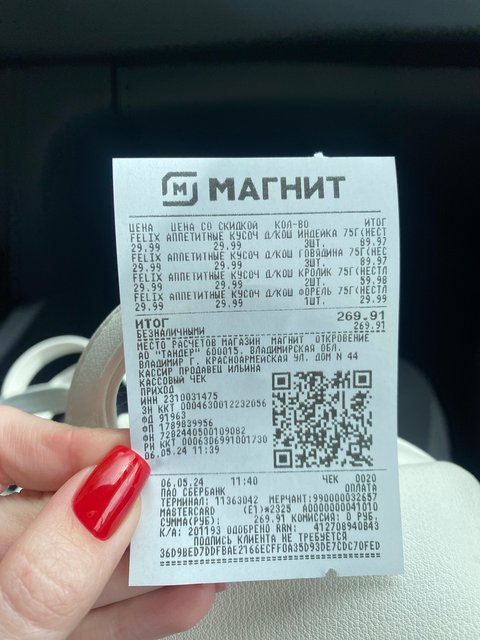 М МАГНИТ
ЦЕНА ЦЕНА СО СКИДКОЙ КОЛ-ВО ИТОГ
FELIX АППЕТИТНЫЕ КУСОЧ Д/КОШ ИНДЕЙКА 75Г(НЕСТ
29.99 29.99 3ШТ. 89.97
FELIX АППЕТИТНЫЕ КУСОЧ Д/КОШ ГОВЯДИНА 75Г(НЕС
29.99 29.99 3ШТ. 89.97
FELIX АППЕТИТНЫЕ КУСОЧ Д/КОШ КРОЛИК 75Г(НЕСТЛ
29.99 29.99 2ШТ. 59.98
FELIX АППЕТИТНЫЕ КУСОЧ Д/КОШ ФОРЕЛЬ 75Г(НЕСТЛ
29.99 29.99 1ШТ. 29.99
ИТОГ 269.91
БЕЗНАЛИЧНЫМИ 269.91
МЕСТО РАСЧЕТОВ МАГАЗИН МАГНИТ ОТКРОВЕНИЕ
АО "ТАНДЕР" 600015, ВЛАДИМИРСКАЯ ОБЛ,
ВЛАДИМИР Г, КРАСНОАРМЕЙСКАЯ УЛ, ДОМ N 44
КАССИР ПРОДАВЕЦ ИЛЬИНА
КАССОВЫЙ ЧЕК
ПРИХОД
ИНН 2310031475
ЗН ККТ 0004630012232056
ФД 91963
ФП 1789839956
ФН 7282440500109082
РН ККТ 0006306991001730
06.05.24 11:39
06.05.24 11:40 ЧЕК 0020
ПАО СБЕРБАНК ОПЛАТА
ТЕРМИНАЛ: 11363042 МЕРЧАНТ:990000032657
MASTERCARD (E1)*2325 A0000000041010
СУММА(РУБ): 269.91 КОМИССИЯ: 0 РУБ.
К/А: 201193 ОДОБРЕНО RRN: 412708940843
ПОДПИСЬ КЛИЕНТА НЕ ТРЕБУЕТСЯ
36D9BED7DDFBAE2166ECFF0A35D93DE7CDC70FED